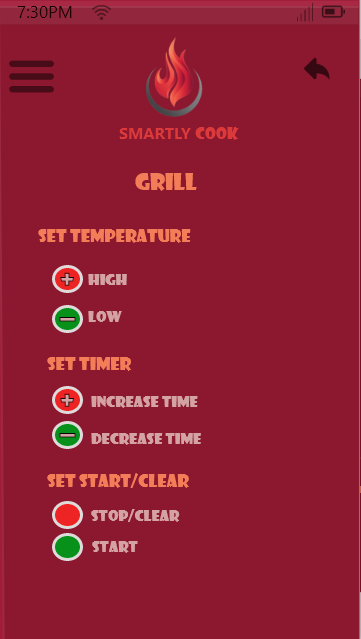 7:30PM
SMARTLY COOK
GRILL
SET TEMPERATURE
+ HIGH
− LOW
SET TIMER
+ INCREASE TIME
− DECREASE TIME
SET START/CLEAR
STOP/CLEAR
START